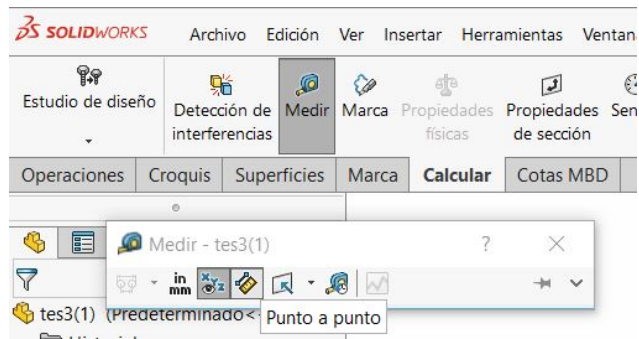 SOLIDWORKS Archivo Edición Ver Insertar Herramientas
Estudio de diseño
Detección de interferencias
Medir
Marca
Propiedades físicas
Propiedades de sección
Operaciones Croquis Superficies Marca Calcular Cotas MBD
Medir - tes3(1) ?
in
mm
tes3(1) (Predeterminado<
Punto a punto